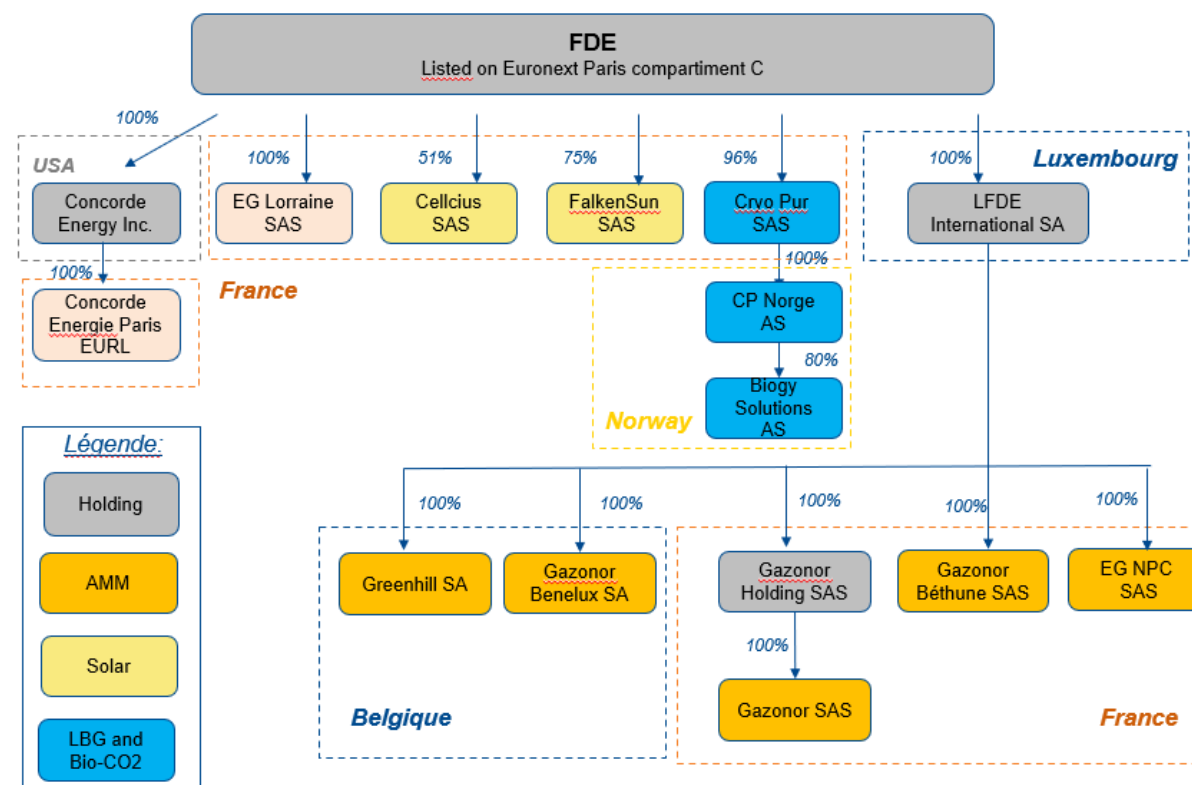 FDE
Listed on Euronext Paris compartiment C
100%
USA
100%
51%
75%
96%
100%
Luxembourg
Concorde
Energy Inc.
EG Lorraine
SAS
Cellcius
SAS
FalkenSun
SAS
Cryo Pur
SAS
LFDE
International SA
100%
100%
France
Concorde
Energie Paris
EURL
CP Norge
AS
80%
Biogy
Solutions
AS
Norway
Légende:
Holding
AMM
Solar
LBG and
Bio-CO2
100%
100%
100%
100%
100%
Greenhill SA
Gazonor
Benelux SA
Gazonor
Holding SAS
Gazonor
Béthune SAS
EG NPC
SAS
100%
Gazonor SAS
Belgique
France